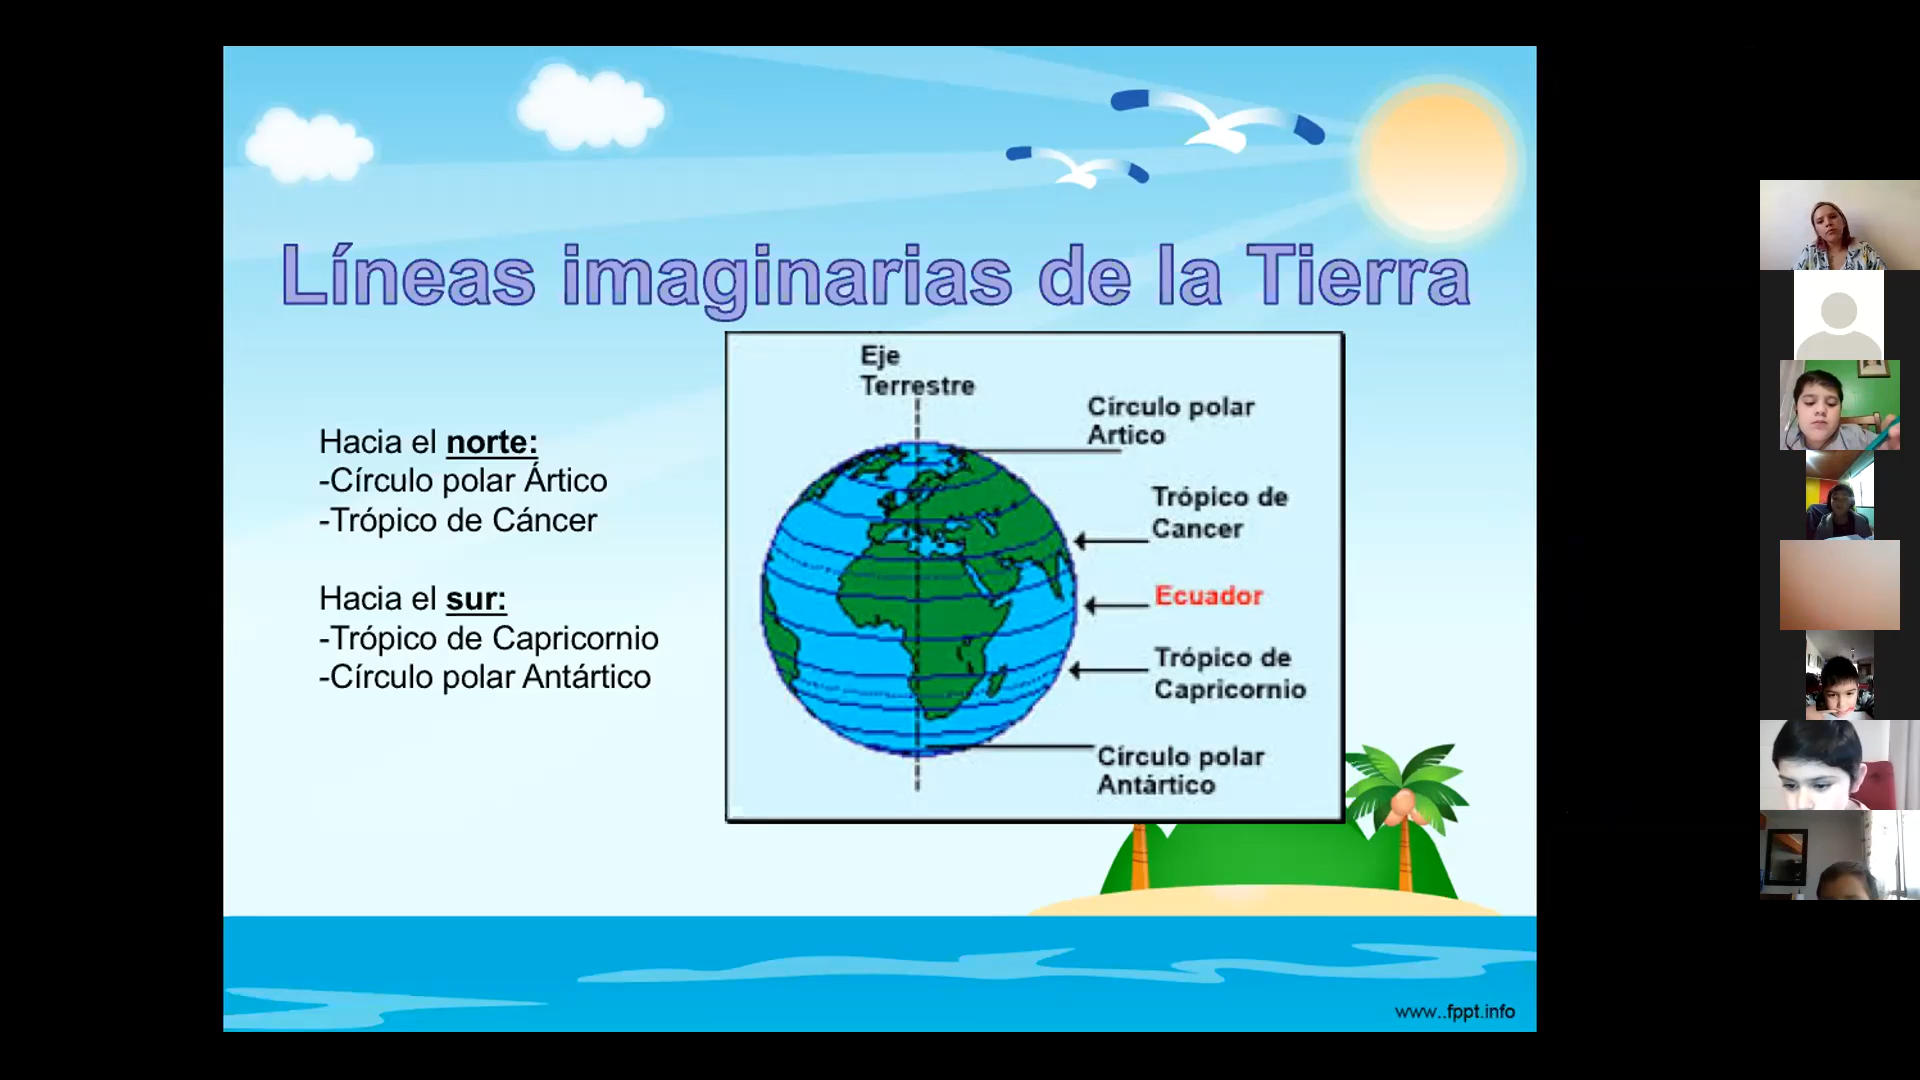 Líneas imaginarias de la Tierra
Hacia el norte:
-Círculo polar Ártico
-Trópico de Cáncer
Hacia el sur:
-Trópico de Capricornio
-Círculo polar Antártico
Eje
Terrestre
Círculo polar
Artico
Trópico de
Cancer
Ecuador
Trópico de
Capricornio
Círculo polar
Antártico
www..fppt.info